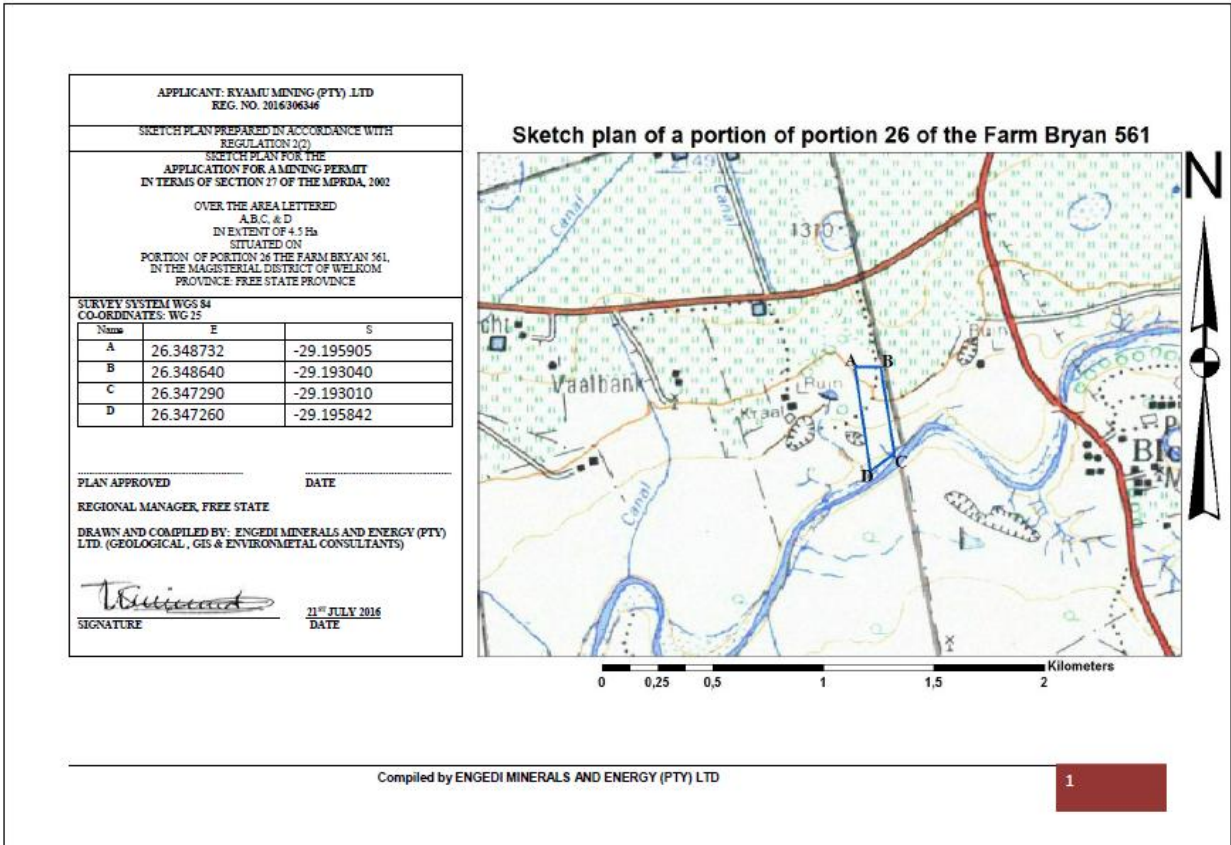 APPLICANT: RYAMU MINING (PTY) .LTD
REG. NO. 2016/306346
SKETCH PLAN PREPARED IN ACCORDANCE WITH
REGULATION 2(2)
SKETCH PLAN FOR THE
APPLICATION FOR A MINING PERMIT
IN TERMS OF SECTION 27 OF THE MPRDA, 2002
OVER THE AREA LETTERED
A,B,C, & D
IN EXTENT OF 4.5 Ha
SITUATED ON
PORTION OF PORTION 26 THE FARM BRYAN 561,
IN THE MAGISTERIAL DISTRICT OF WELKOM
PROVINCE: FREE STATE PROVINCE
SURVEY SYSTEM WGS 84
CO-ORDINATES: WG 25
Name E S
A 26.348732 -29.195905
B 26.348640 -29.193040
C 26.347290 -29.193010
D 26.347260 -29.195842
PLAN APPROVED DATE
REGIONAL MANAGER, FREE STATE
DRAWN AND COMPILED BY: ENGEDI MINERALS AND ENERGY (PTY)
LTD. (GEOLOGICAL , GIS & ENVIRONMETAL CONSULTANTS)
21ST JULY 2016
SIGNATURE DATE
Sketch plan of a portion of portion 26 of the Farm Bryan 561
N
Canal
Canal
1310
cht
Ruin
A B
Vaalbank
Ruin
Kraal
C
D
Canal
Kilometers
0 0,25 0,5 1 1,5 2
Compiled by ENGEDI MINERALS AND ENERGY (PTY) LTD
1